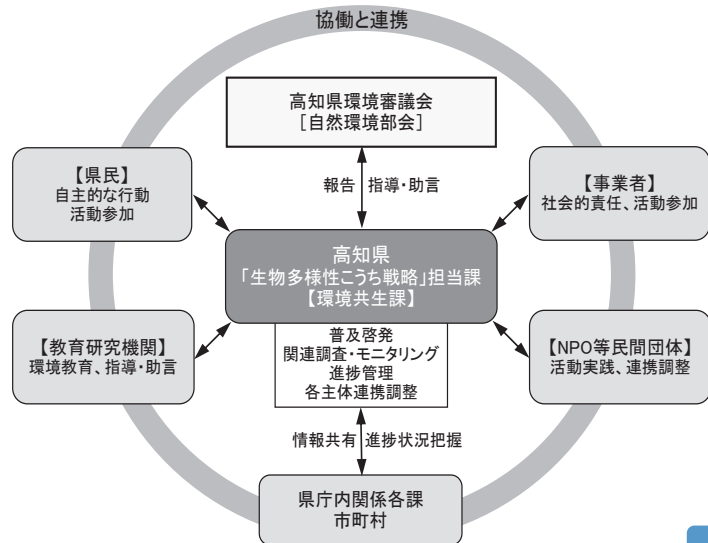 協働と連携
高知県環境審議会
[自然環境部会]
報告 指導・助言
【県民】
自主的な行動
活動参加
【事業者】
社会的責任、活動参加
高知県
「生物多様性こうち戦略」担当課
【環境共生課】
普及啓発
関連調査・モニタリング
進捗管理
各主体連携調整
【教育研究機関】
環境教育、指導・助言
【NPO等民間団体】
活動実践、連携調整
情報共有 進捗状況把握
県庁内関係各課
市町村